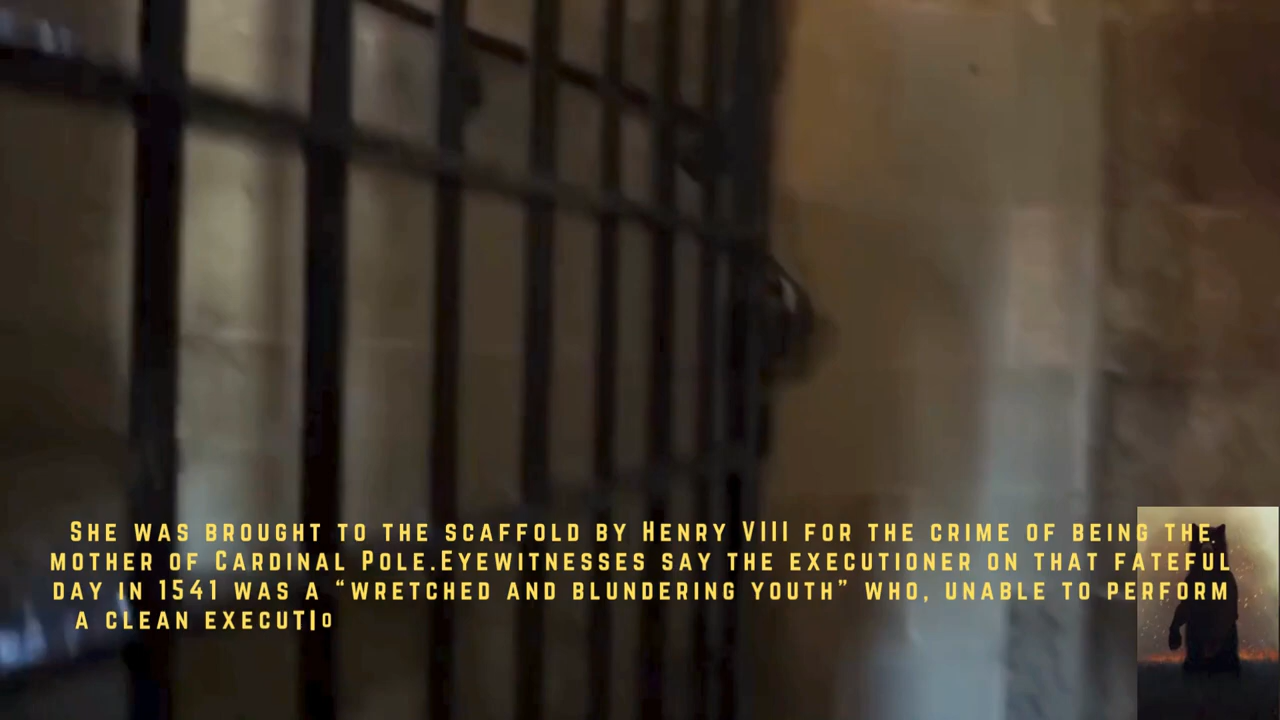 She was brought to the scaffold by Henry VIII for the crime of being the
mother of Cardinal Pole.Eyewitnesses say the executioner on that fateful
day in 1541 was a “wretched and blundering youth” who, unable to perform
a clean executio